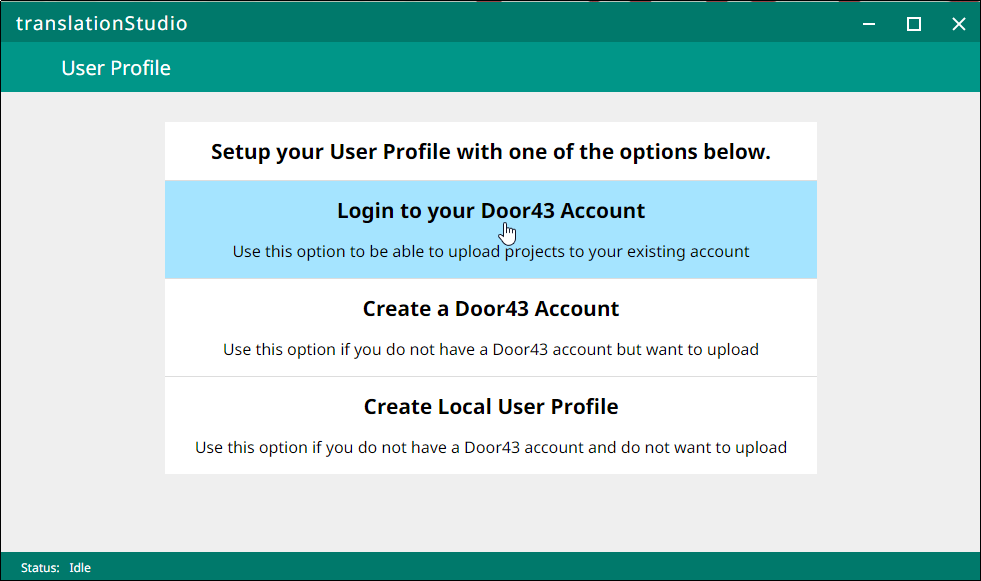 translationStudio
User Profile
Setup your User Profile with one of the options below.
Login to your Door43 Account
Use this option to be able to upload projects to your existing account
Create a Door43 Account
Use this option if you do not have a Door43 account but want to upload
Create Local User Profile
Use this option if you do not have a Door43 account and do not want to upload
Status: Idle